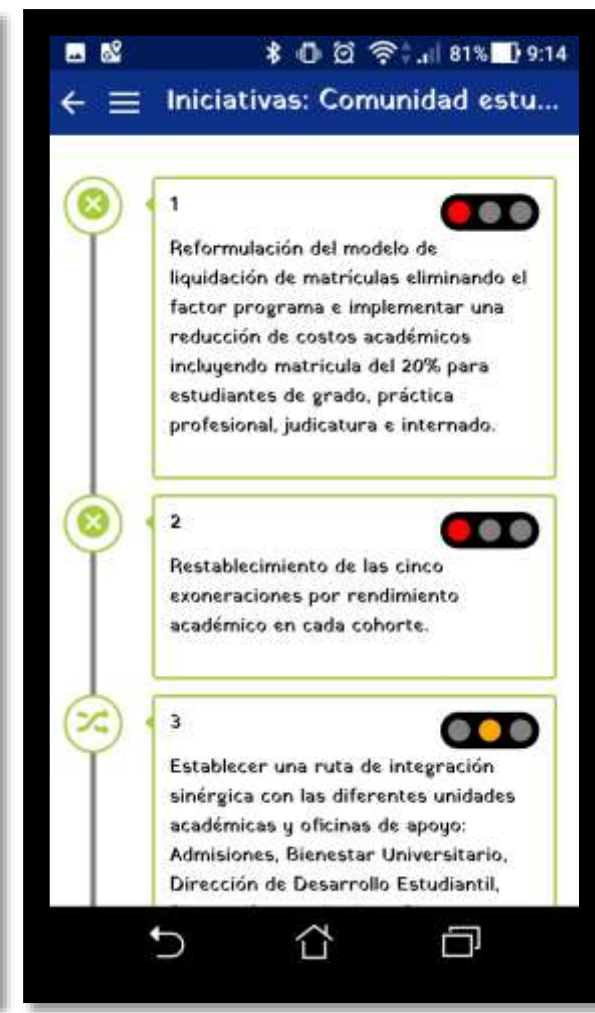 81% 9:14
Iniciativas: Comunidad estu...
1
Reformulación del modelo de
liquidación de matrículas eliminando el
factor programa e implementar una
reducción de costos académicos
incluyendo matricula del 20% para
estudiantes de grado, práctica
profesional, judicatura e internado.
2
Restablecimiento de las cinco
exoneraciones por rendimiento
académico en cada cohorte.
3
Establecer una ruta de integración
sinérgica con las diferentes unidades
académicas y oficinas de apoyo:
Admisiones, Bienestar Universitario,
Dirección de Desarrollo Estudiantil,